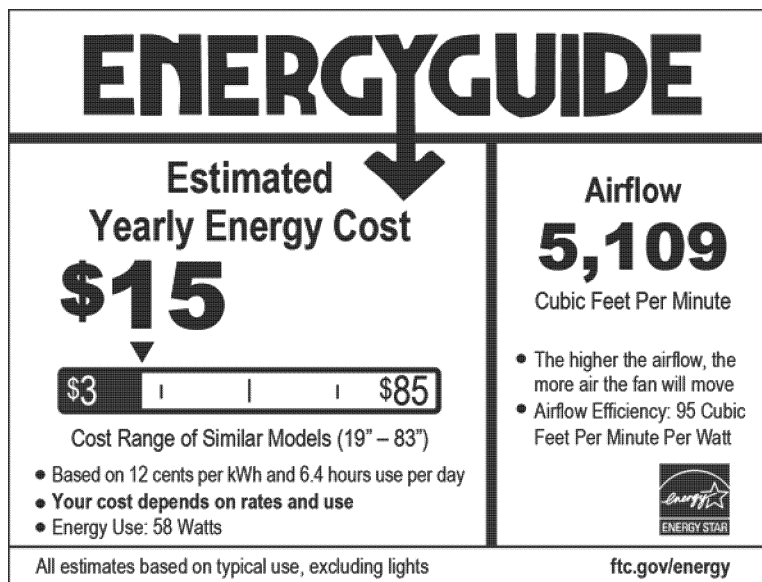 ENERGYGUIDE
Estimated
Yearly Energy Cost
$15
$3
$85
Cost Range of Similar Models (19” – 83”)
● Based on 12 cents per kWh and 6.4 hours use per day
● Your cost depends on rates and use
● Energy Use: 58 Watts
Airflow
5,109
Cubic Feet Per Minute
● The higher the airflow, the
more air the fan will move
● Airflow Efficiency: 95 Cubic
Feet Per Minute Per Watt
energy
ENERGY STAR
All estimates based on typical use, excluding lights
ftc.gov/energy